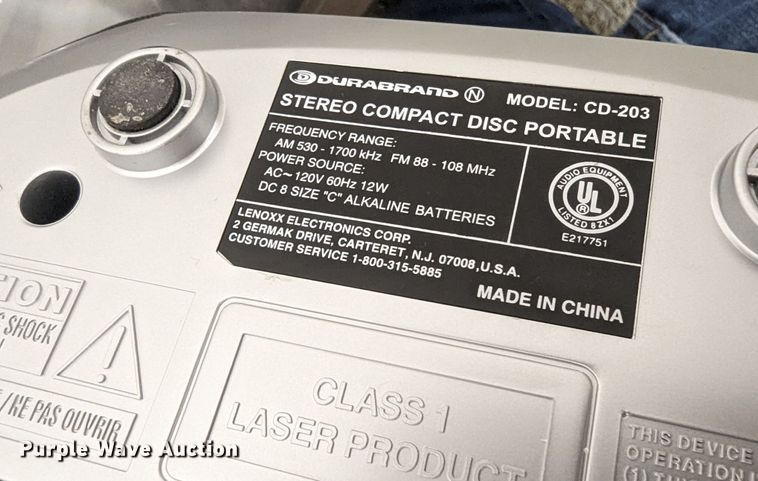 DURABRAND N MODEL: CD-203
STEREO COMPACT DISC PORTABLE
FREQUENCY RANGE:
AM 530 - 1700 kHz FM 88 - 108 MHz
POWER SOURCE:
AC~120V 60Hz 12W
DC 8 SIZE "C" ALKALINE BATTERIES
AUDIO EQUIPMENT
UL
®
LISTED 8ZX1
E217751
LENOXX ELECTRONICS CORP.
2 GERMAK DRIVE, CARTERET, N.J. 07008,U.S.A.
CUSTOMER SERVICE 1-800-315-5885
MADE IN CHINA
TION
SHOCK
/ NE PAS OUVRIR
CLASS 1
LASER PRODUCT
THIS DEVICE
OPERATION
(1) THIS
Purple Wave Auction